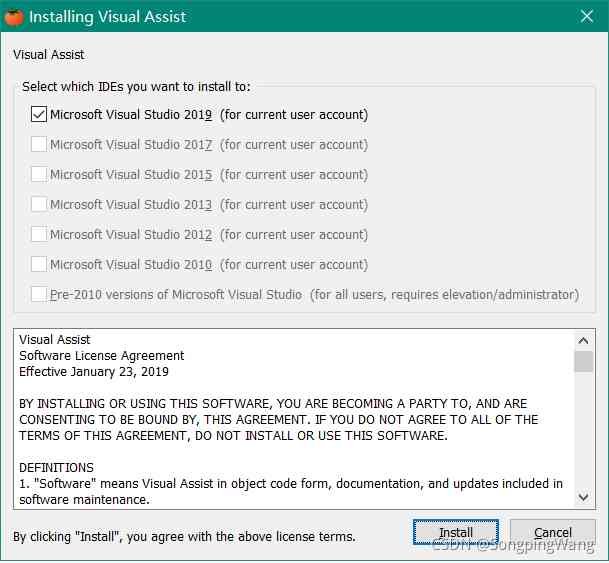 Installing Visual Assist
Visual Assist
Select which IDEs you want to install to:
Microsoft Visual Studio 2019 (for current user account)
Microsoft Visual Studio 2017 (for current user account)
Microsoft Visual Studio 2015 (for current user account)
Microsoft Visual Studio 2013 (for current user account)
Microsoft Visual Studio 2012 (for current user account)
Microsoft Visual Studio 2010 (for current user account)
Pre-2010 versions of Microsoft Visual Studio (for all users, requires elevation/administrator)
Visual Assist
Software License Agreement
Effective January 23, 2019
BY INSTALLING OR USING THIS SOFTWARE, YOU ARE BECOMING A PARTY TO, AND ARE
CONSENTING TO BE BOUND BY, THIS AGREEMENT. IF YOU DO NOT AGREE TO ALL OF THE
TERMS OF THIS AGREEMENT, DO NOT INSTALL OR USE THIS SOFTWARE.
DEFINITIONS
1. "Software" means Visual Assist in object code form, documentation, and updates included in
software maintenance.
By clicking "Install", you agree with the above license terms.
Install
Cancel
CSDN @SongpingWang